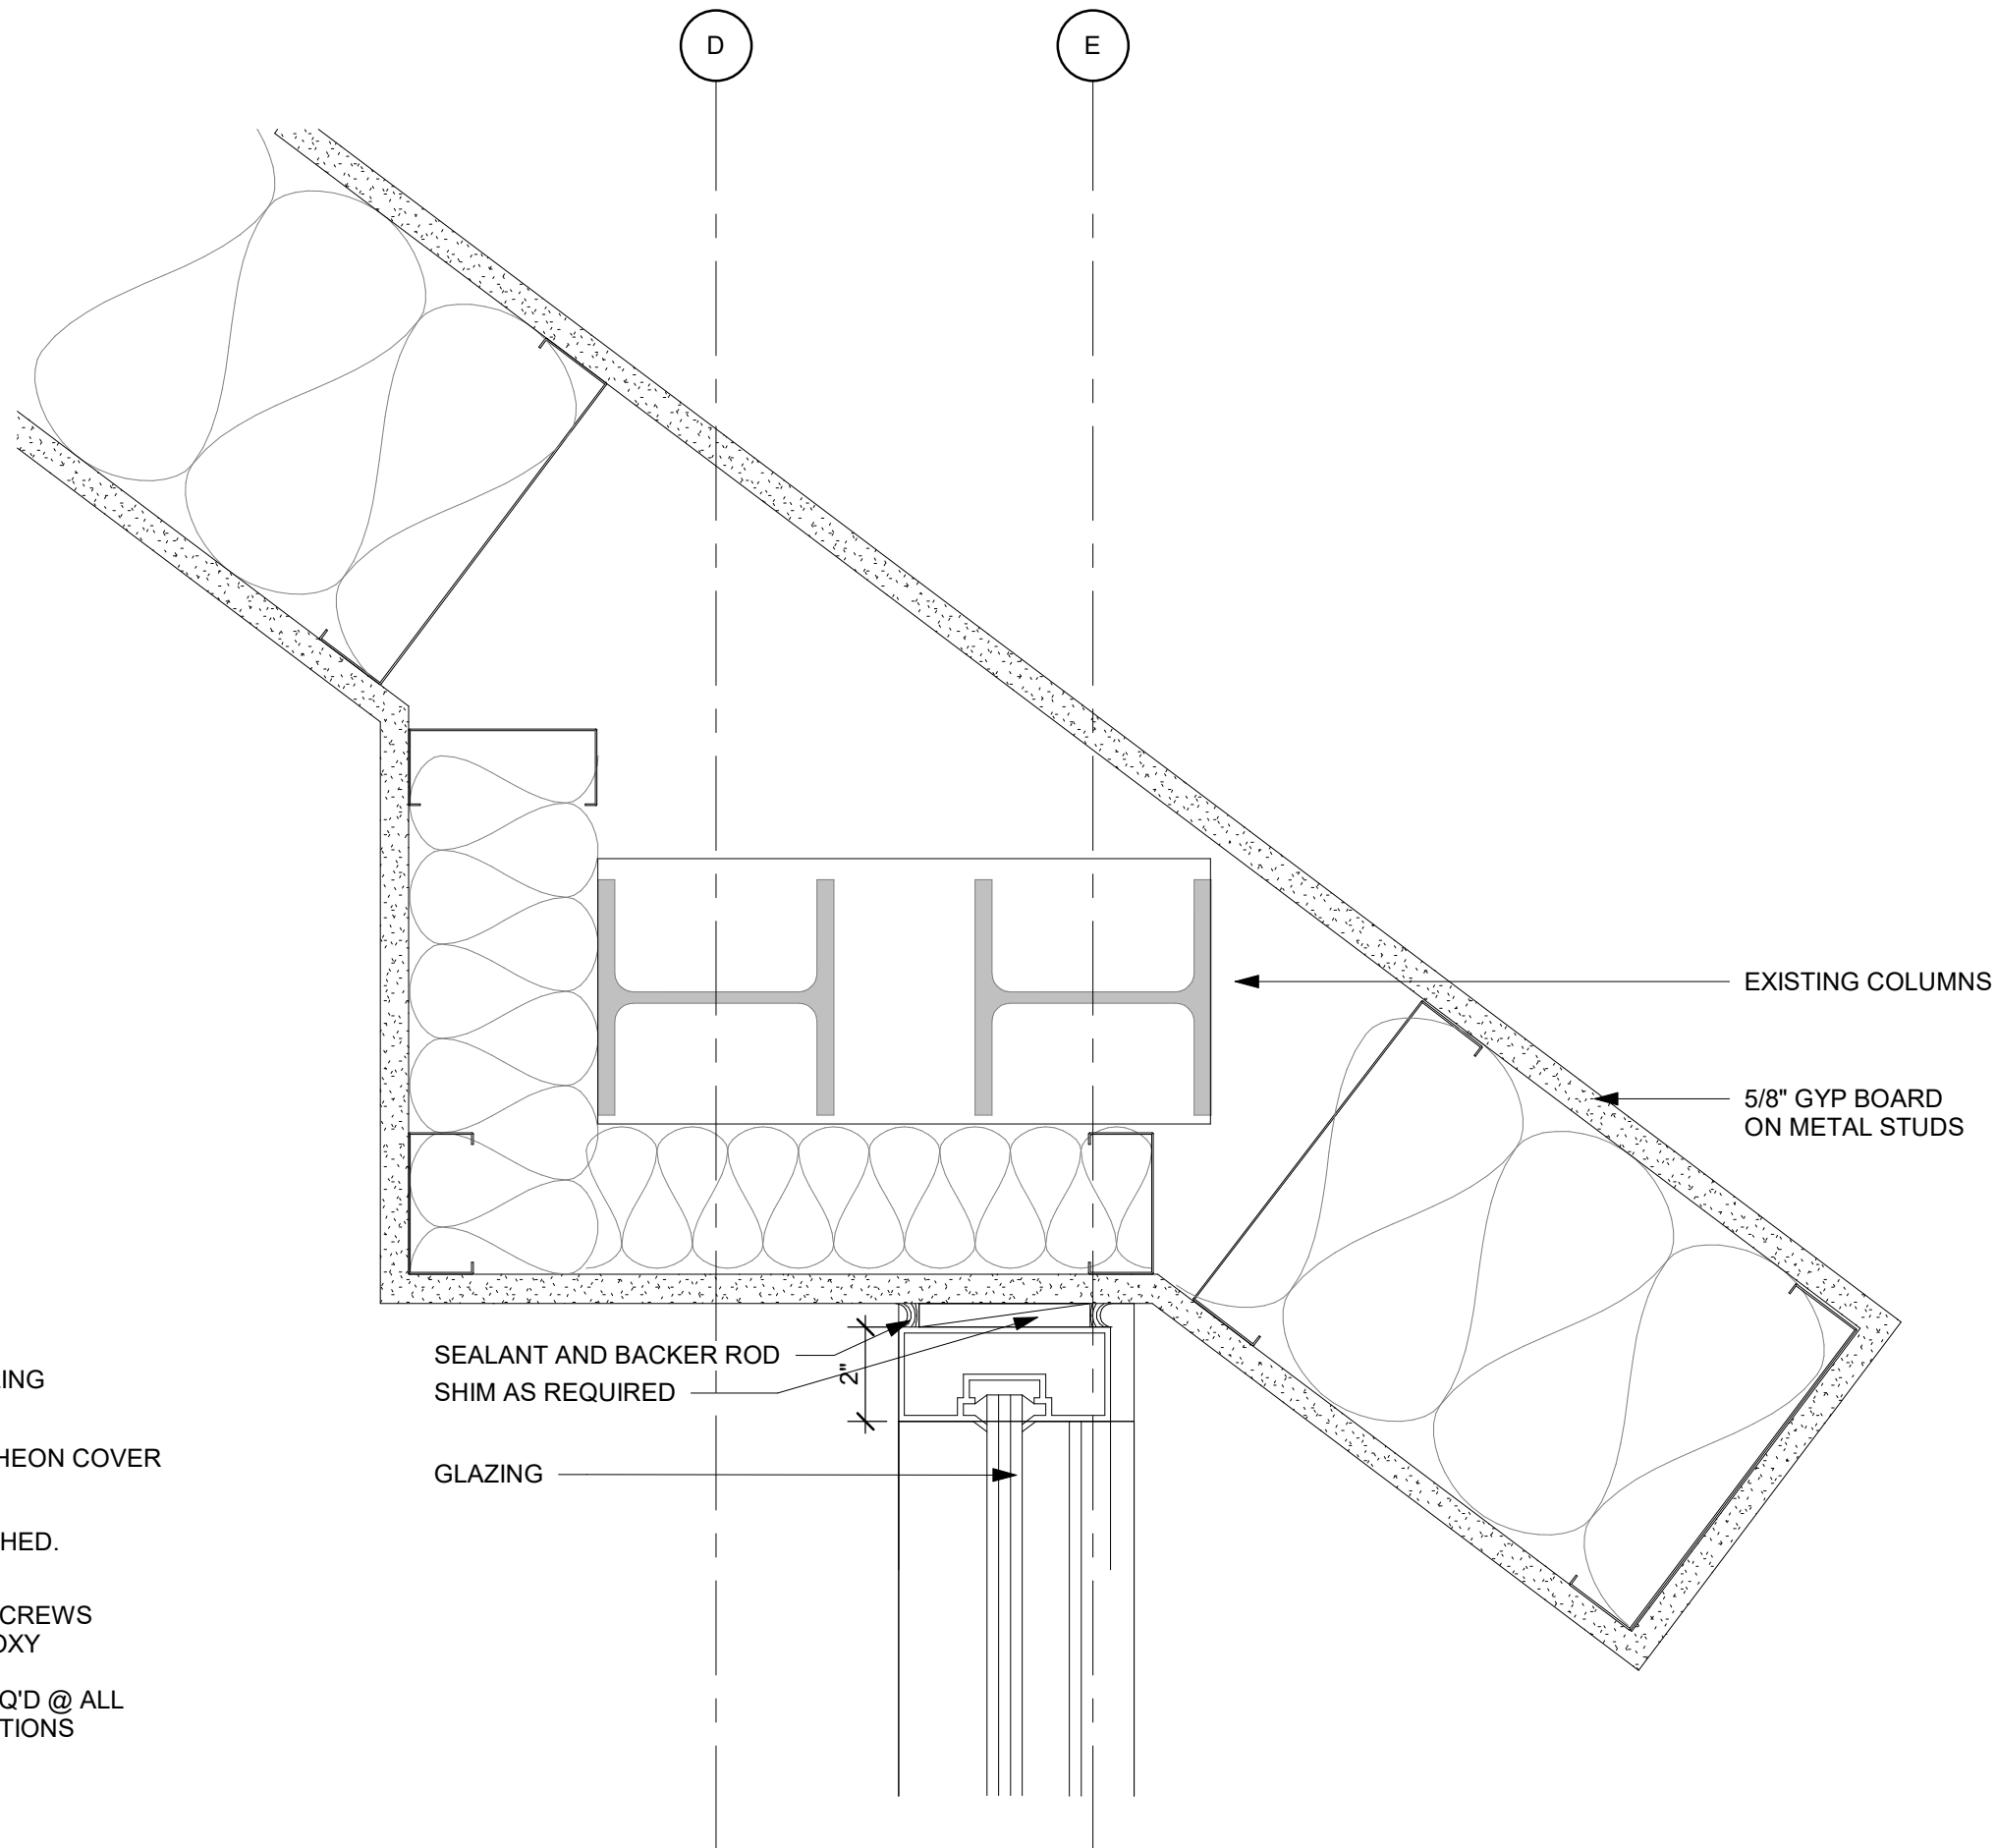 D
E
EXISTING COLUMNS
5/8" GYP BOARD
ON METAL STUDS
SEALANT AND BACKER ROD
SHIM AS REQUIRED
2"
GLAZING
ING
HEON COVER
HED.
CREWS
OXY
Q'D @ ALL
TIONS